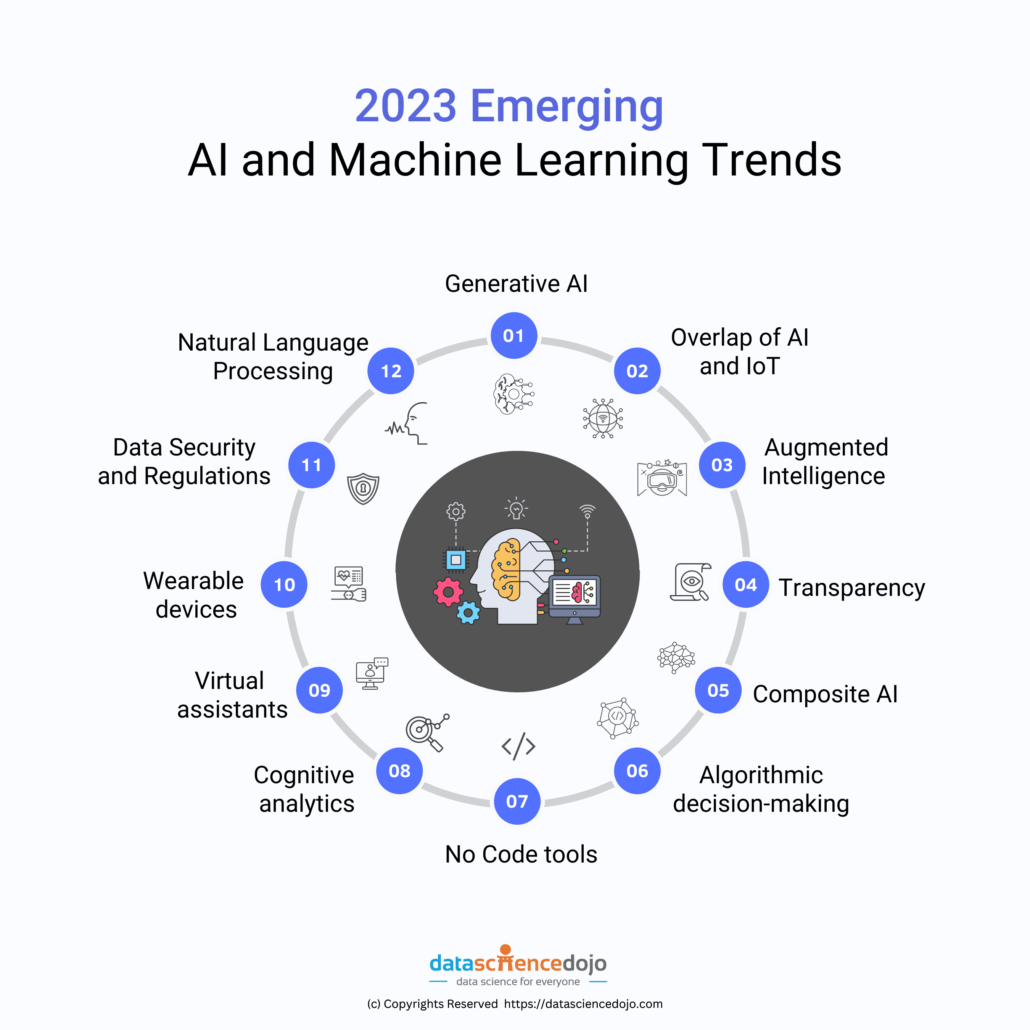 2023 Emerging
AI and Machine Learning Trends
Generative AI
01
Overlap of AI
and IoT
02
Augmented
Intelligence
03
Transparency
04
Composite AI
05
Algorithmic
decision-making
06
No Code tools
07
Cognitive
analytics
08
Virtual
assistants
09
Wearable
devices
10
Data Security
and Regulations
11
Natural Language
Processing
12
</>
datasciencedojo
data science for everyone
(c) Copyrights Reserved https://datasciencedojo.com